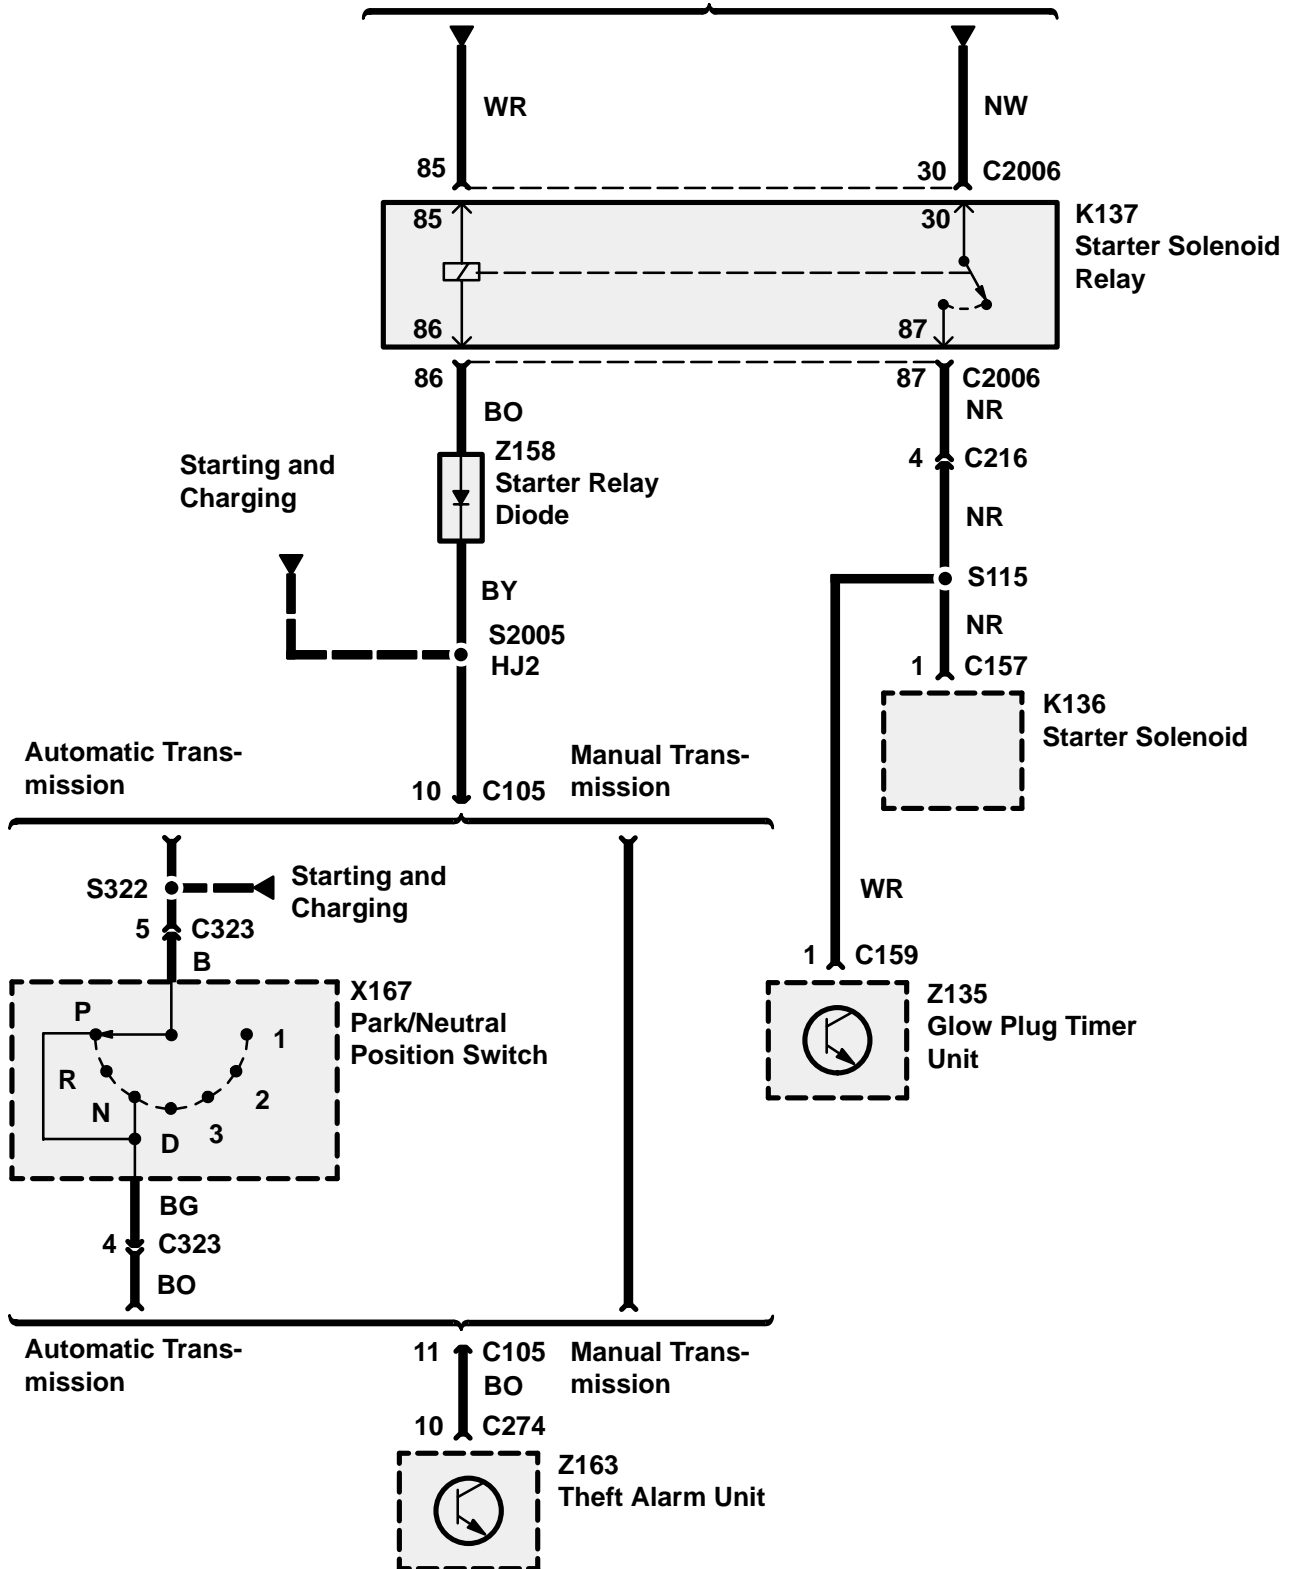 WR
NW
85
30 C2006
85
30
K137
Starter Solenoid
Relay
86
87
86
87 C2006
BO
NR
Z158
Starter Relay
Diode
4 C216
Starting and
Charging
NR
BY
S115
S2005
HJ2
NR
1 C157
K136
Starter Solenoid
Automatic Trans-
mission
Manual Trans-
mission
10 C105
S322
Starting and
Charging
WR
5 C323
B
1 C159
X167
Park/Neutral
Position Switch
Z135
Glow Plug Timer
Unit
P
1
R
2
N
3
D
BG
4 C323
BO
Automatic Trans-
mission
11 C105
Manual Trans-
mission
BO
10 C274
Z163
Theft Alarm Unit